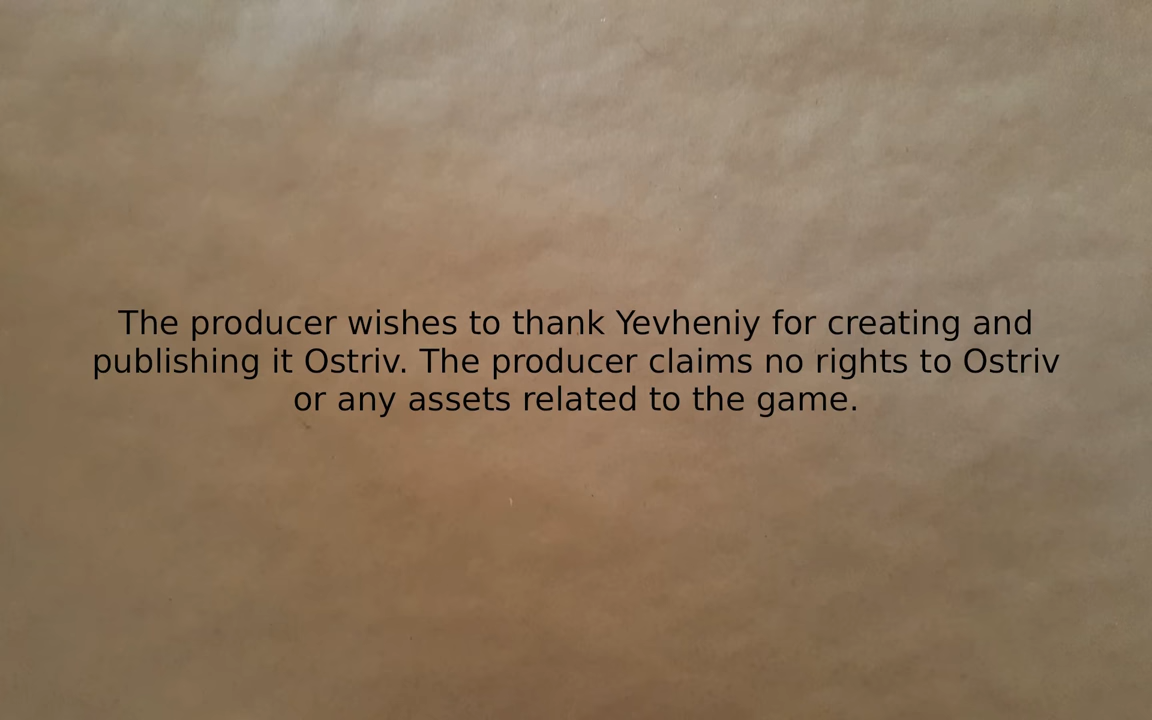 The producer wishes to thank Yevheniy for creating and
publishing it Ostriv. The producer claims no rights to Ostriv
or any assets related to the game.